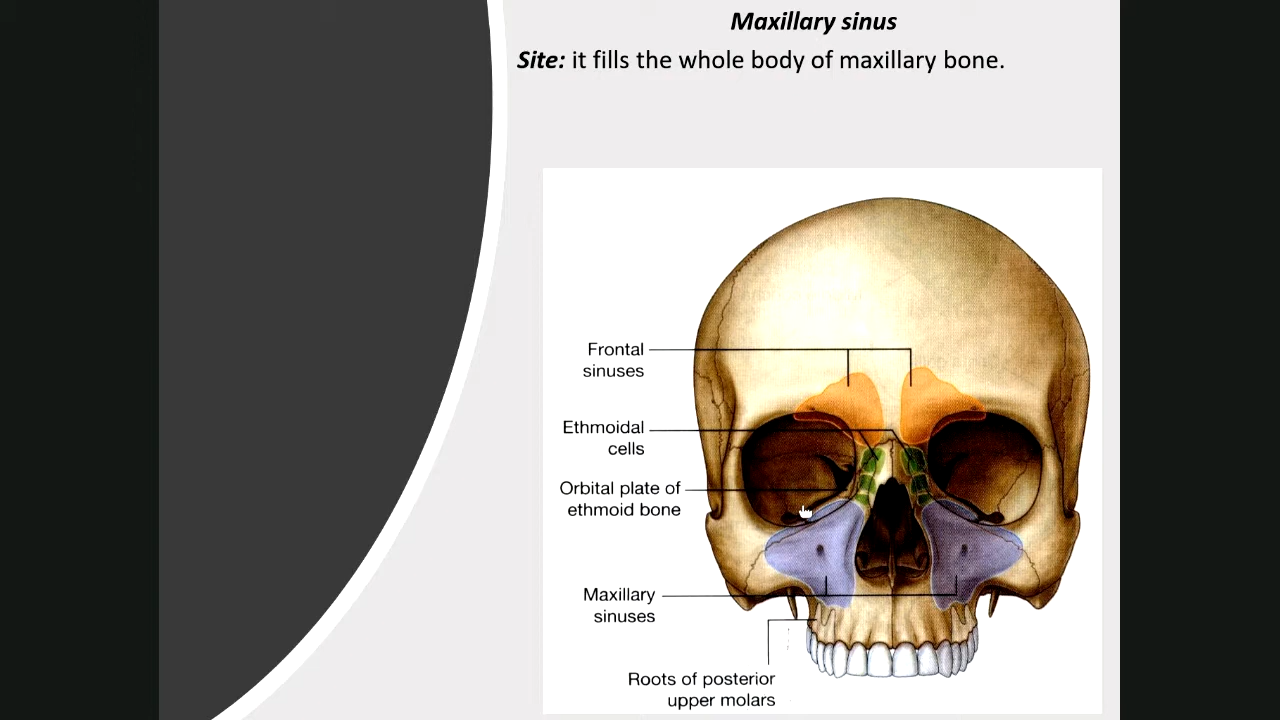 Maxillary sinus
Site: it fills the whole body of maxillary bone.
Frontal
sinuses
Ethmoidal
cells
Orbital plate of
ethmoid bone
Maxillary
sinuses
Roots of posterior
upper molars